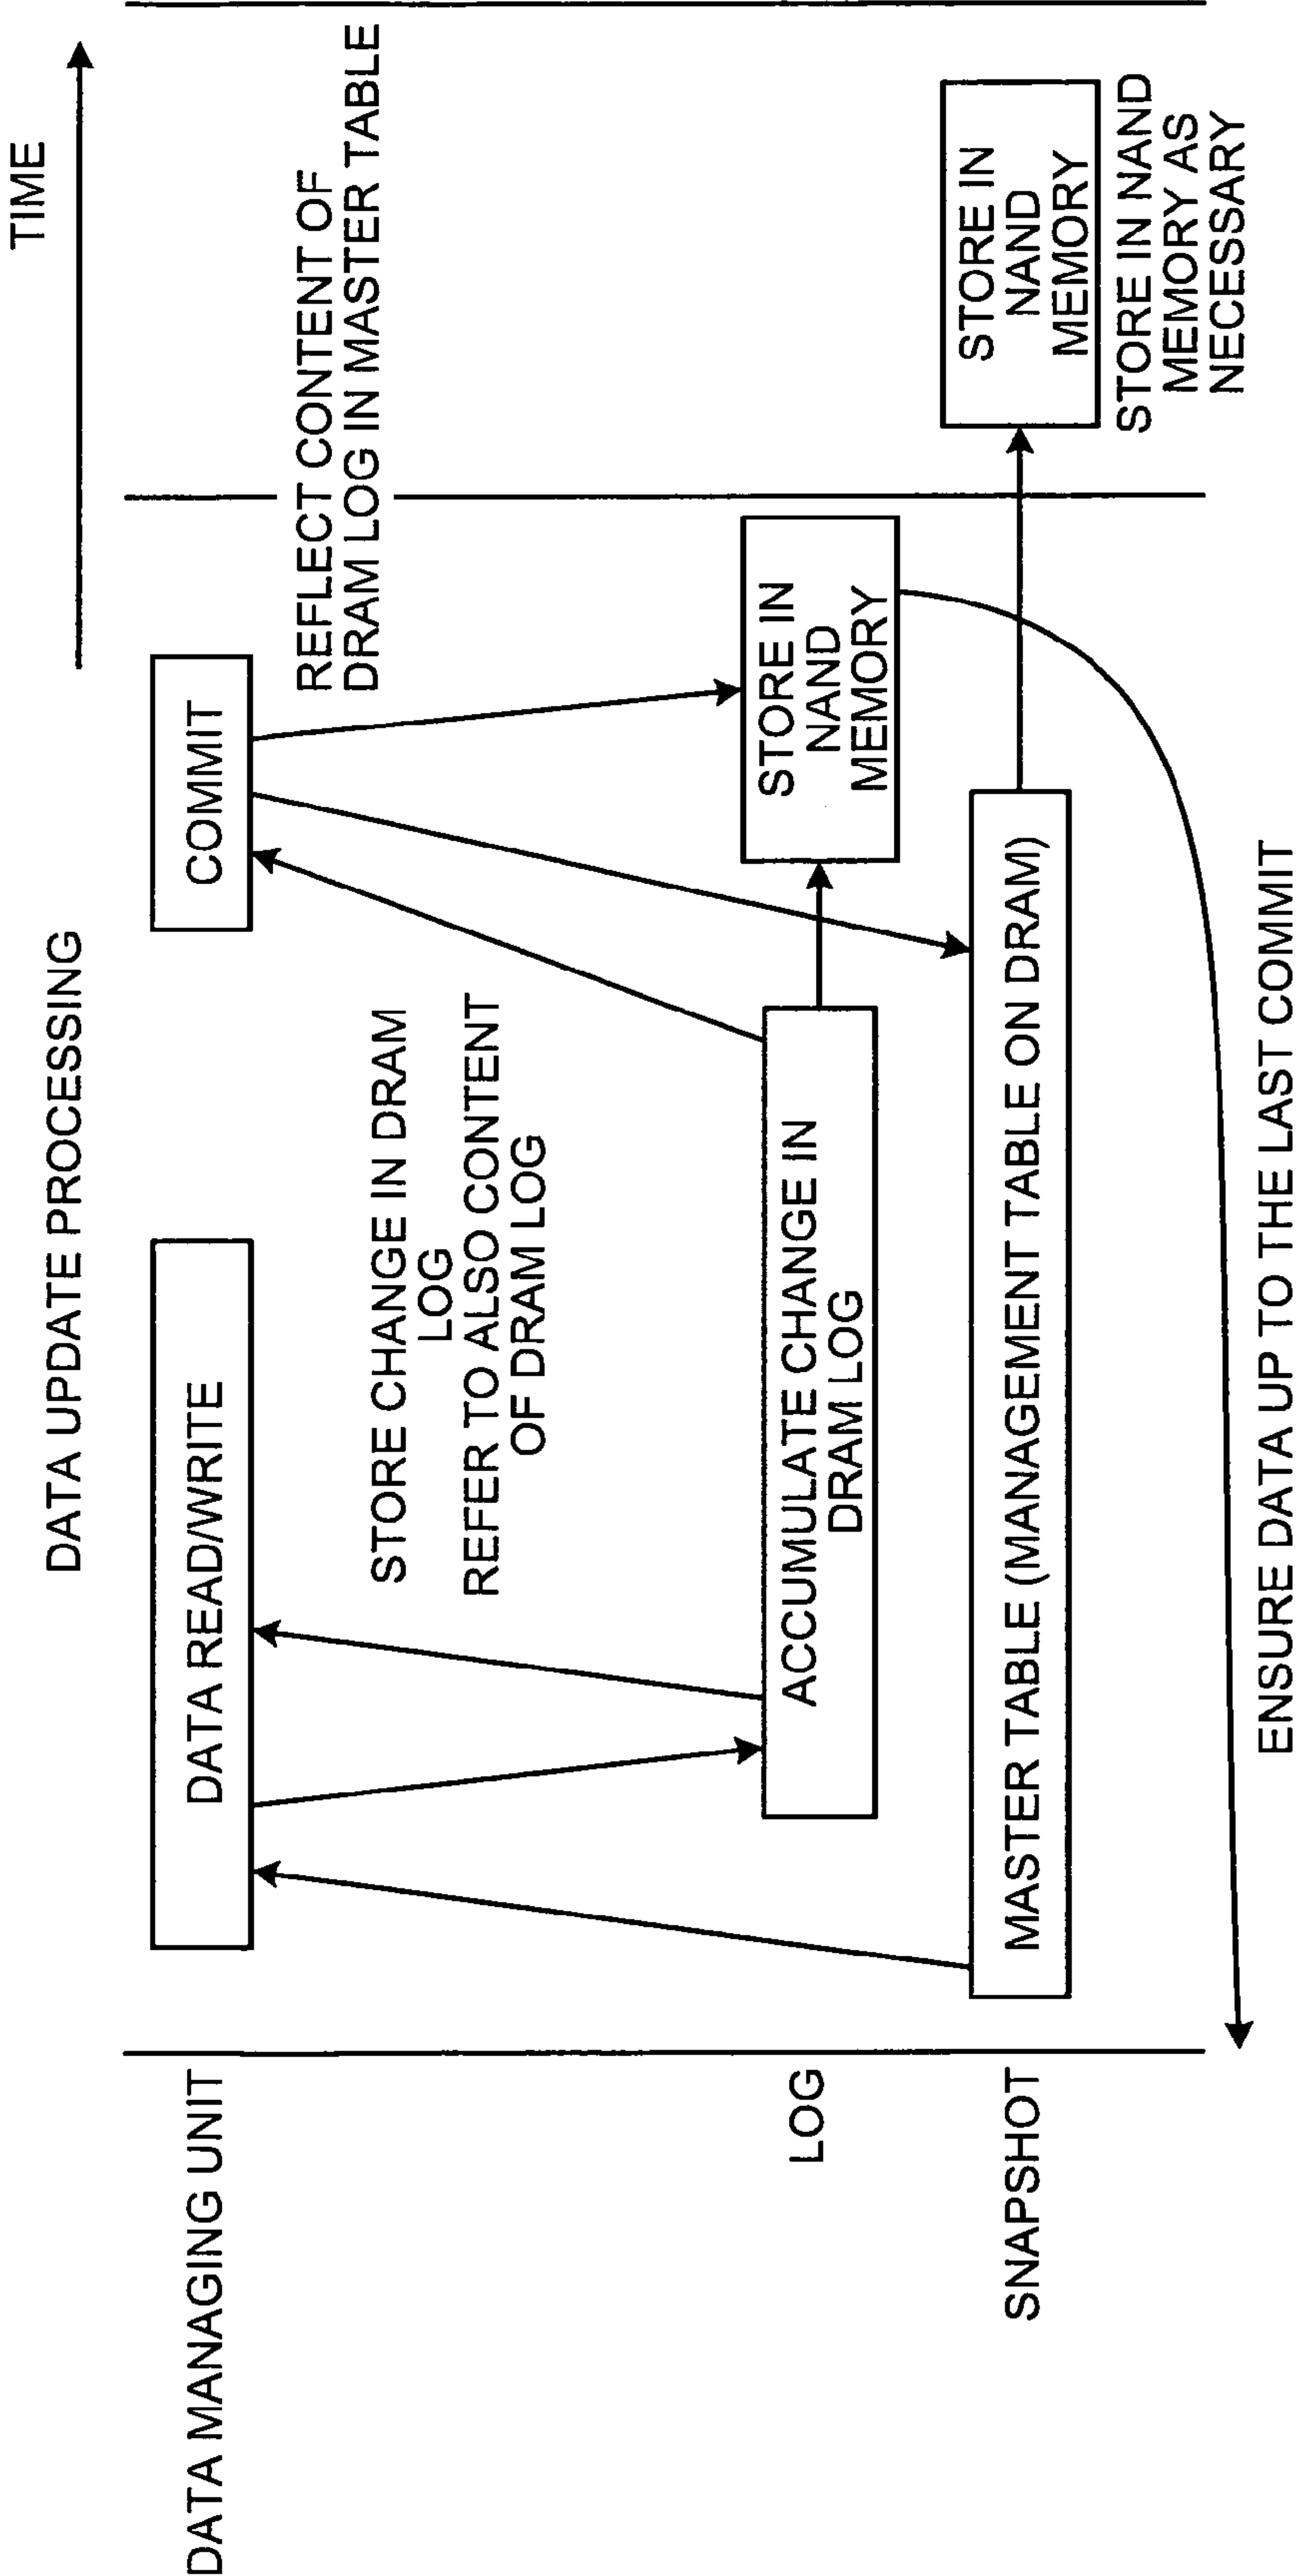 DATA UPDATE PROCESSING
TIME
DATA MANAGING UNIT
DATA READ/WRITE
COMMIT
REFLECT CONTENT OF
DRAM LOG IN MASTER TABLE
STORE CHANGE IN DRAM
LOG
REFER TO ALSO CONTENT
OF DRAM LOG
LOG
ACCUMULATE CHANGE IN
DRAM LOG
STORE IN
NAND
MEMORY
SNAPSHOT
MASTER TABLE (MANAGEMENT TABLE ON DRAM)
STORE IN
NAND
MEMORY
STORE IN NAND
MEMORY AS
NECESSARY
ENSURE DATA UP TO THE LAST COMMIT